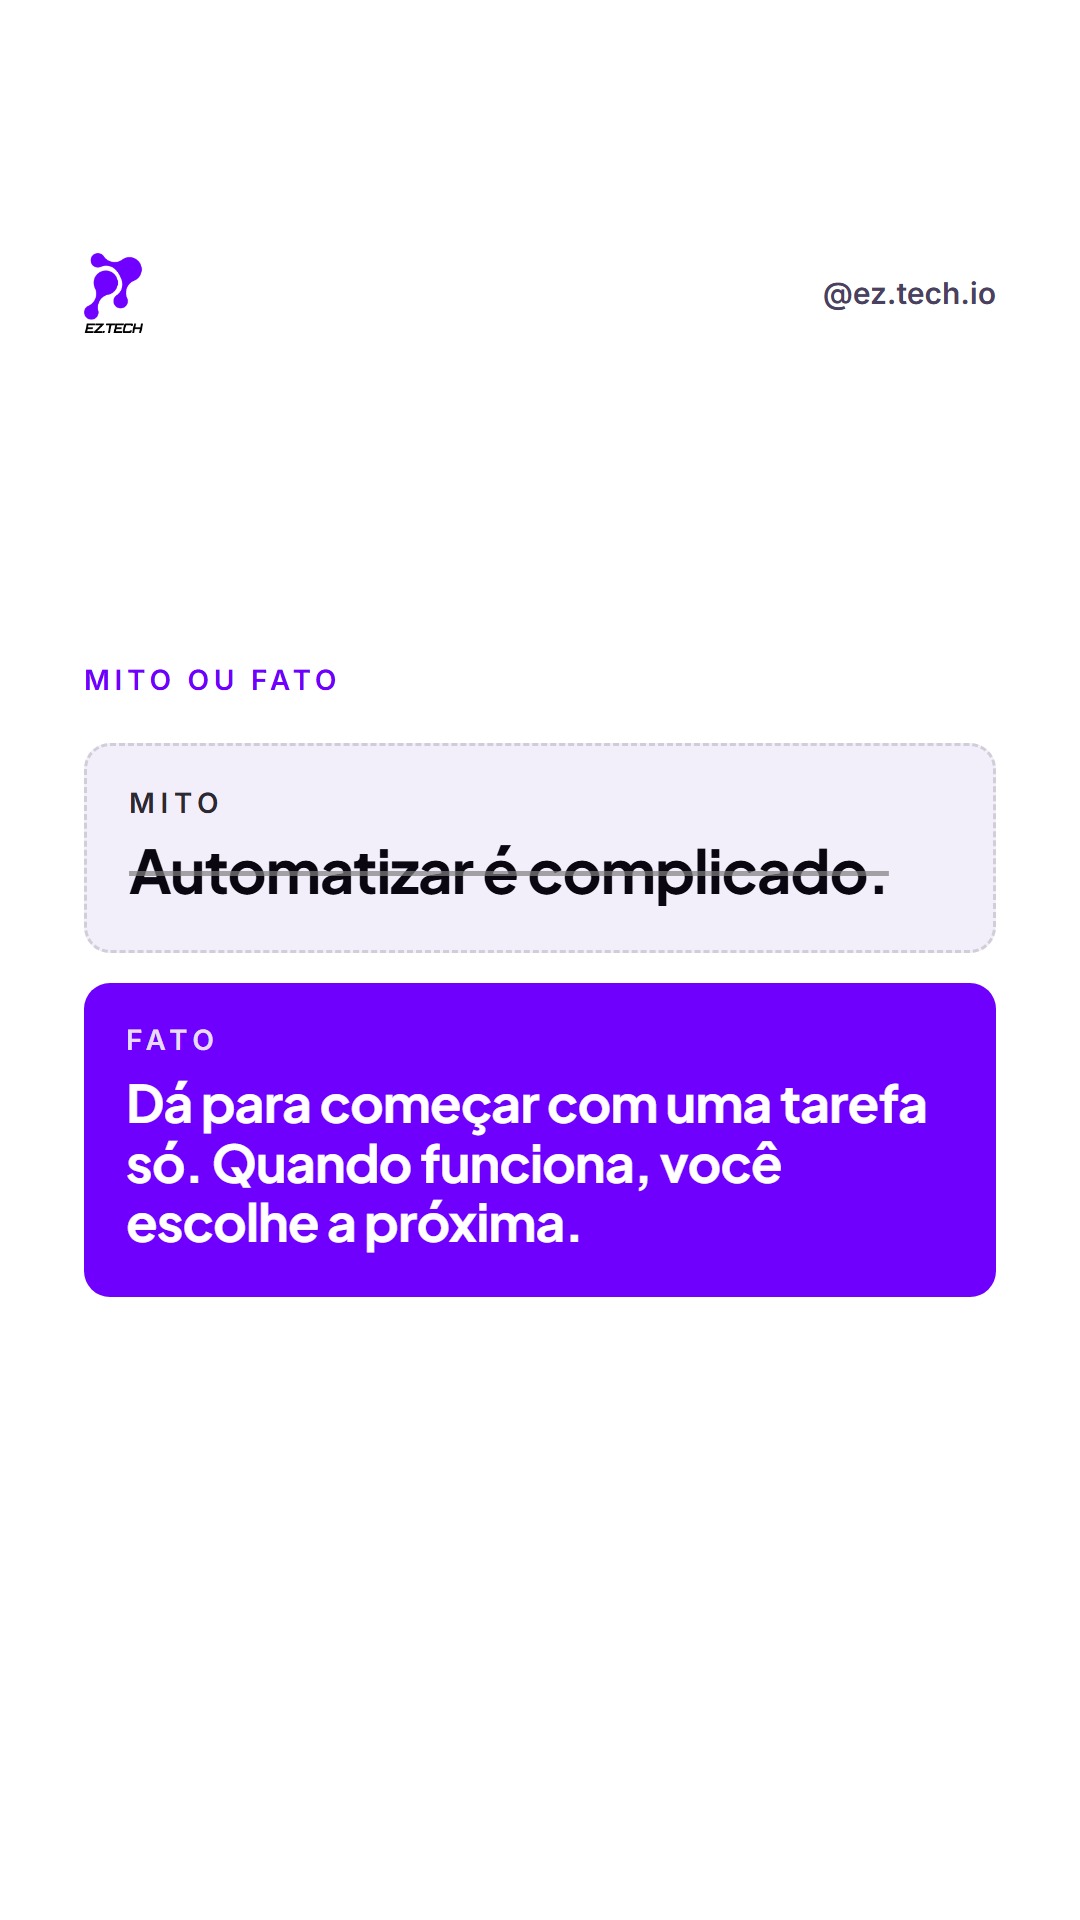 EZ.TECH
@ez.tech.io
MITO OU FATO
MITO
Automatizar é complicado.
FATO
Dá para começar com uma tarefa
só. Quando funciona, você
escolhe a próxima.